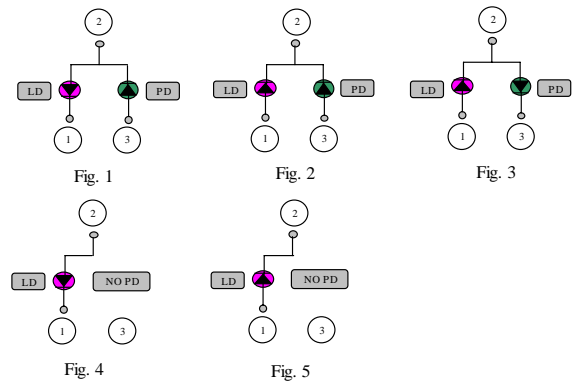 2 2 2
LD PD LD PD LD PD
1 3 1 3 1 3
Fig. 1 Fig. 2 Fig. 3
2 2
LD NO PD LD NO PD
1 3 1 3
Fig. 4 Fig. 5